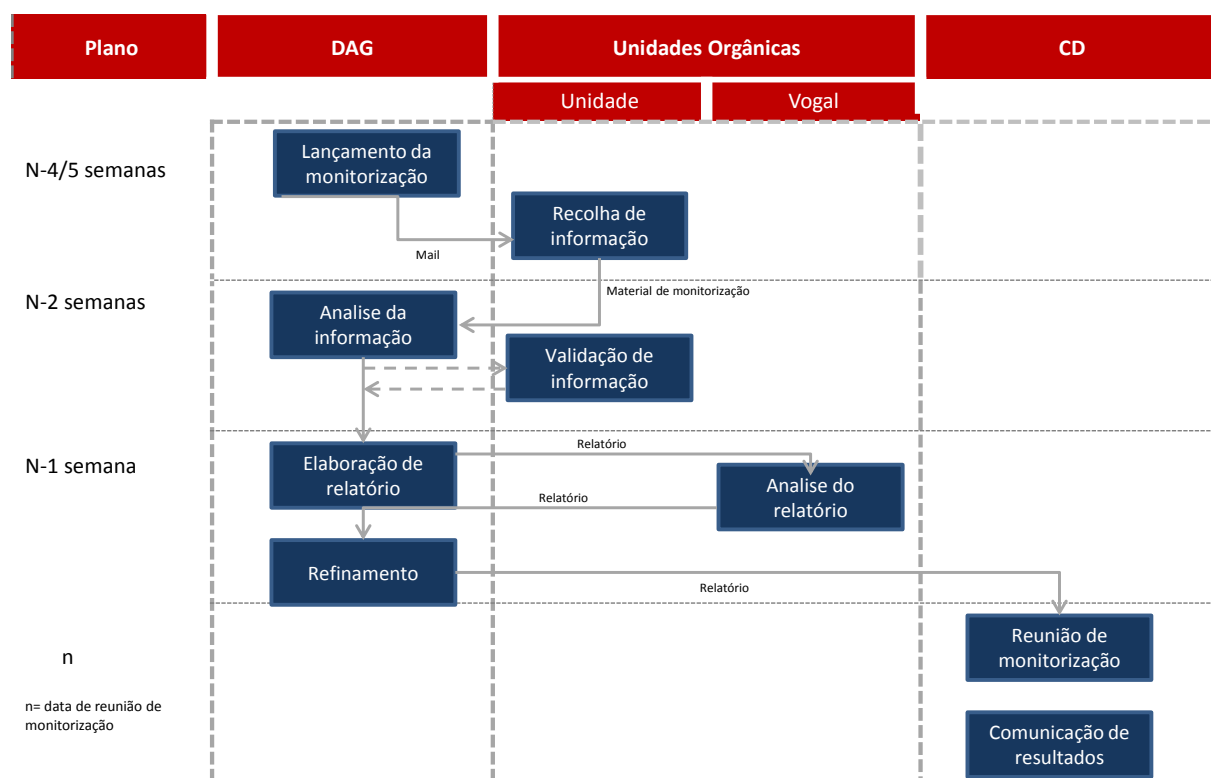 Plano
DAG
Unidades Orgânicas
CD
Unidade
Vogal
N-4/5 semanas
Lançamento da
monitorização
Recolha de
informação
Mail
N-2 semanas
Material de monitorização
Analise da
informação
Validação de
informação
N-1 semana
Elaboração de
relatório
Relatório
Analise do
relatório
Relatório
Refinamento
Relatório
n
n= data de reunião de
monitorização
Reunião de
monitorização
Comunicação de
resultados